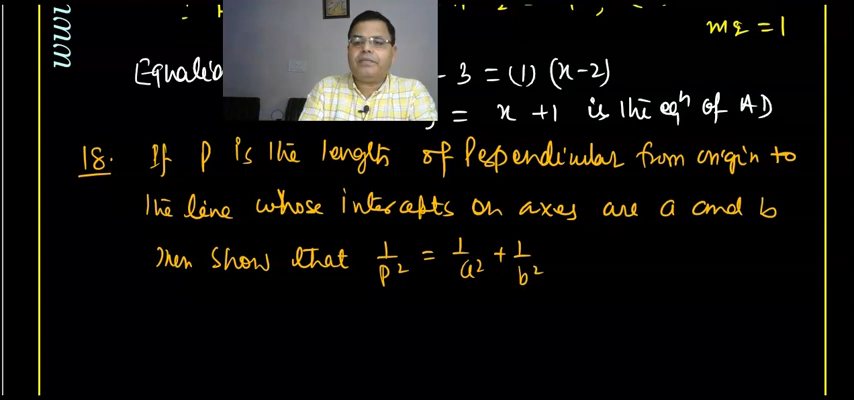 m₂ = 1
- 3 = (1) (x-2)
= x + 1 is the eqⁿ of AD
18. If P is the length of Perpendicular from origin to
the line whose intercepts on axes are a and b
then show that 1/P² = 1/a² + 1/b²